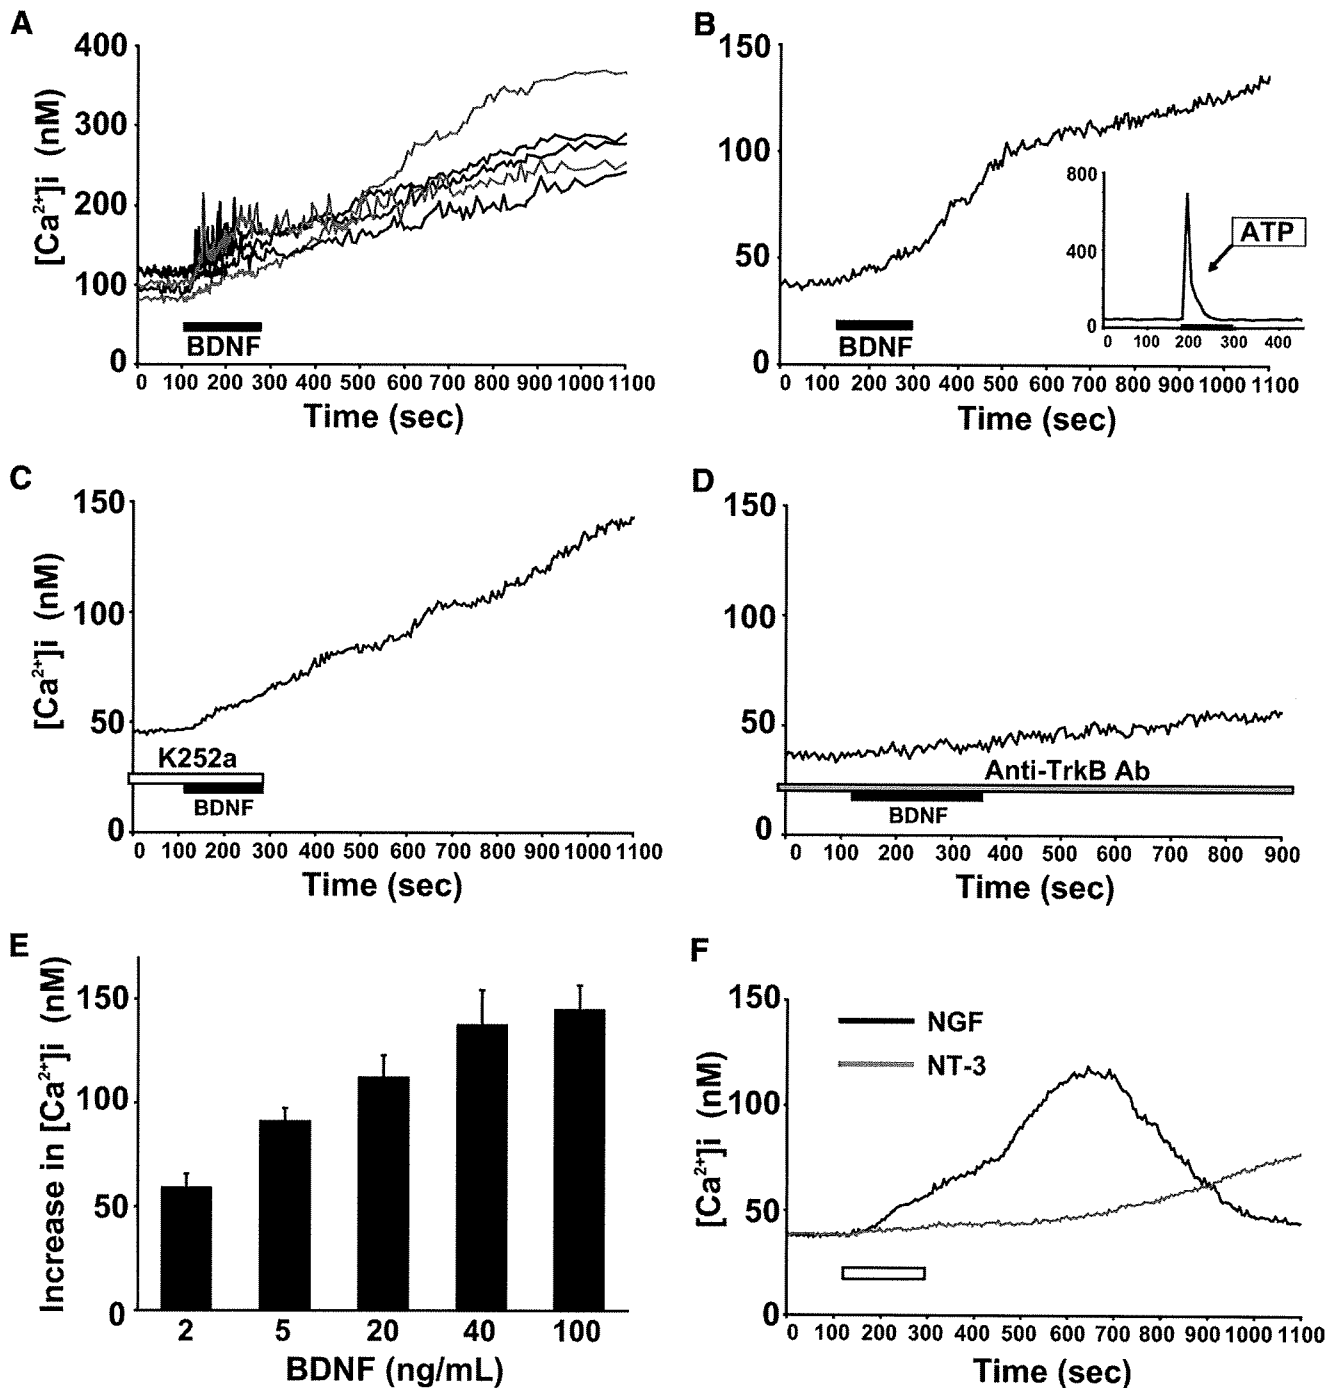 A
[Ca2+]i (nM)
400
300
200
100
0
BDNF
0 100 200 300 400 500 600 700 800 900 1000 1100
Time (sec)
B
150
100
50
0
BDNF
800
400
0
0 100 200 300 400
ATP
0 100 200 300 400 500 600 700 800 900 1000 1100
Time (sec)
C
[Ca2+]i (nM)
150
100
50
0
K252a
BDNF
0 100 200 300 400 500 600 700 800 900 1000 1100
Time (sec)
D
150
100
50
0
Anti-TrkB Ab
BDNF
0 100 200 300 400 500 600 700 800 900
Time (sec)
E
Increase in [Ca2+]i (nM)
150
100
50
0
2 5 20 40 100
BDNF (ng/mL)
F
[Ca2+]i (nM)
150
100
50
0
NGF
NT-3
0 100 200 300 400 500 600 700 800 900 1000 1100
Time (sec)